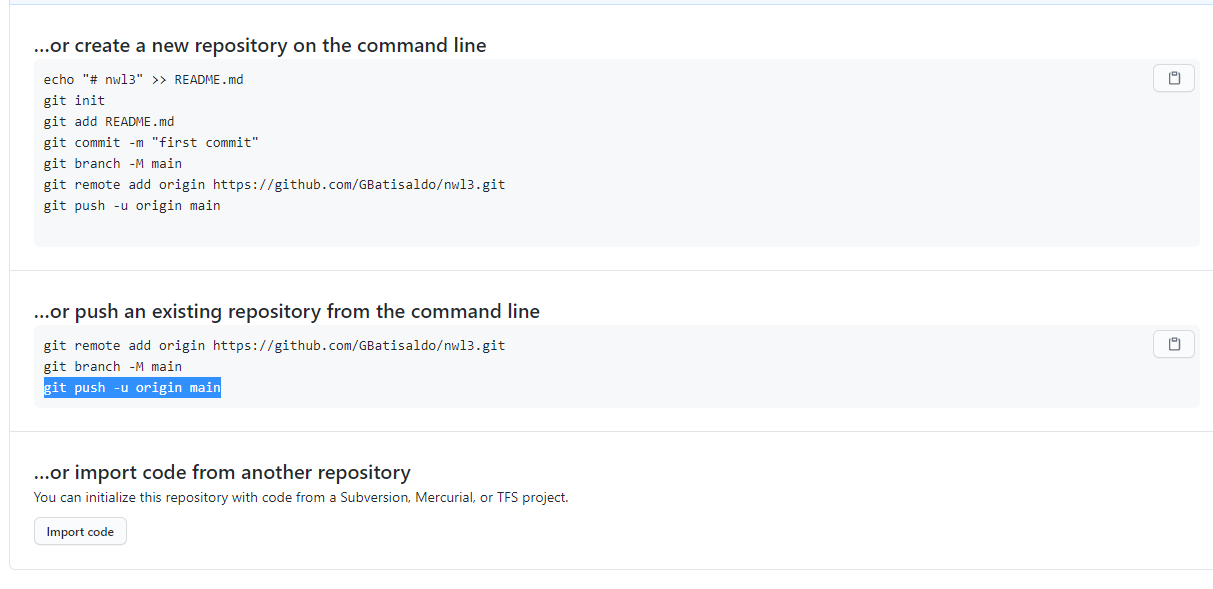 …or create a new repository on the command line
echo "# nwl3" >> README.md
git init
git add README.md
git commit -m "first commit"
git branch -M main
git remote add origin https://github.com/GBatisaldo/nwl3.git
git push -u origin main
…or push an existing repository from the command line
git remote add origin https://github.com/GBatisaldo/nwl3.git
git branch -M main
git push -u origin main
…or import code from another repository
You can initialize this repository with code from a Subversion, Mercurial, or TFS project.
Import code